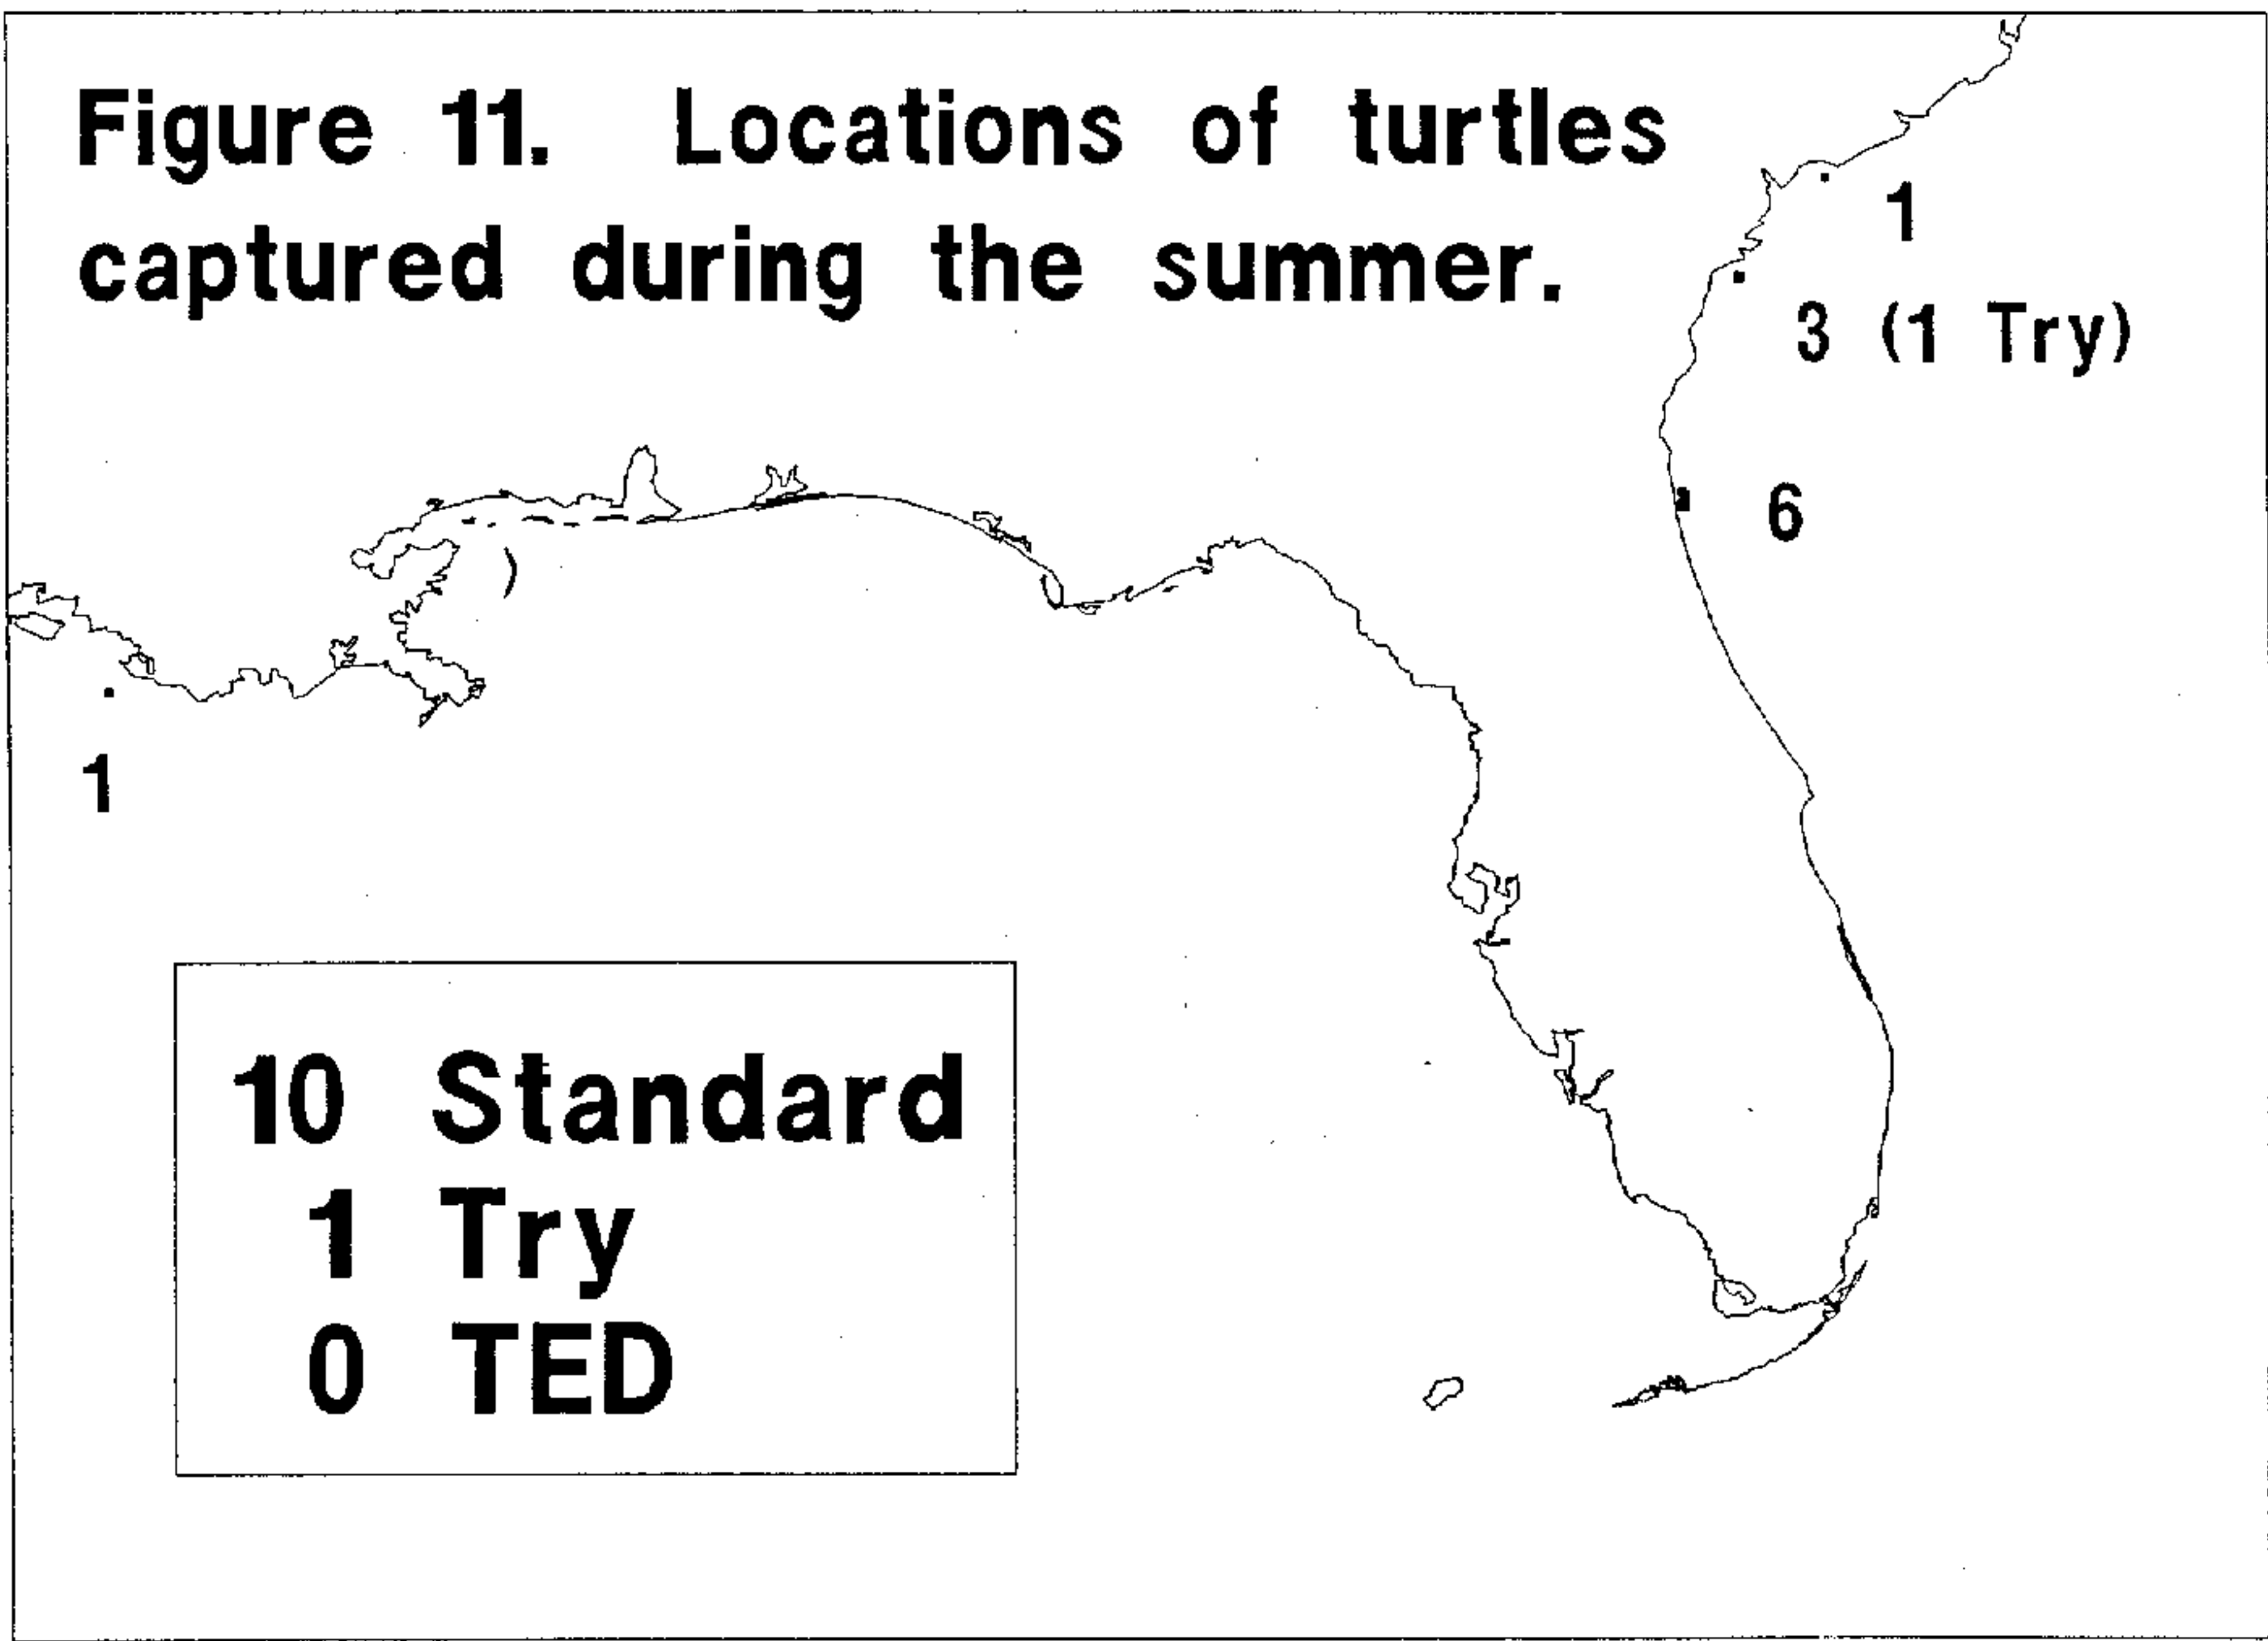 Figure 11. Locations of turtles
captured during the summer.
1
3 (1 Try)
6
1
10 Standard
1 Try
0 TED